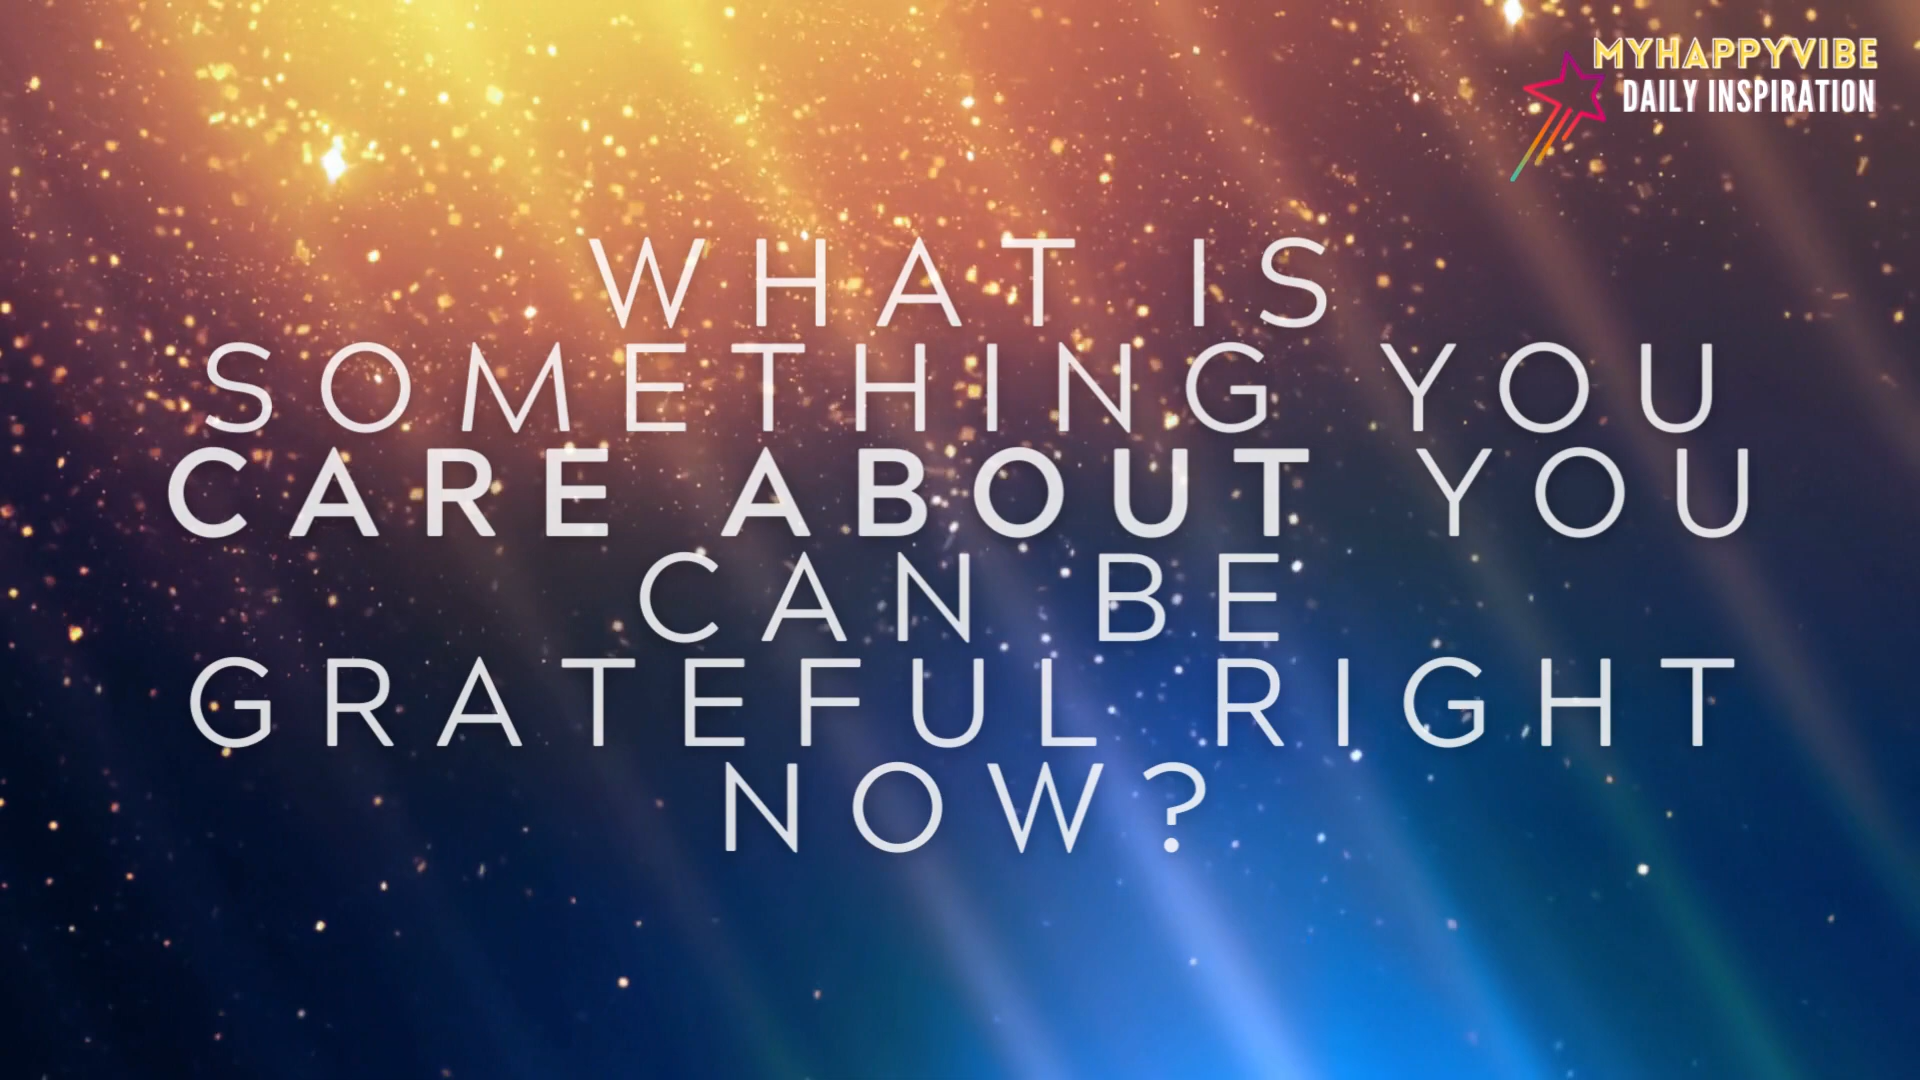 MYHAPPYVIBE
DAILY INSPIRATION
WHAT IS
SOMETHING YOU
CARE ABOUT YOU
CAN BE
GRATEFUL RIGHT
NOW?